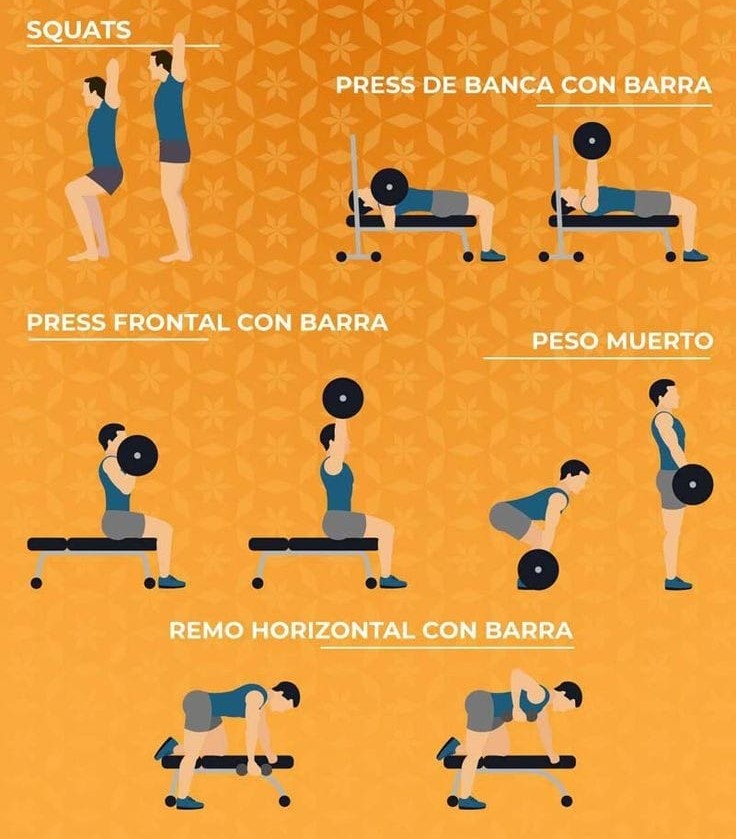 SQUATS
PRESS DE BANCA CON BARRA
PRESS FRONTAL CON BARRA
PESO MUERTO
REMO HORIZONTAL CON BARRA